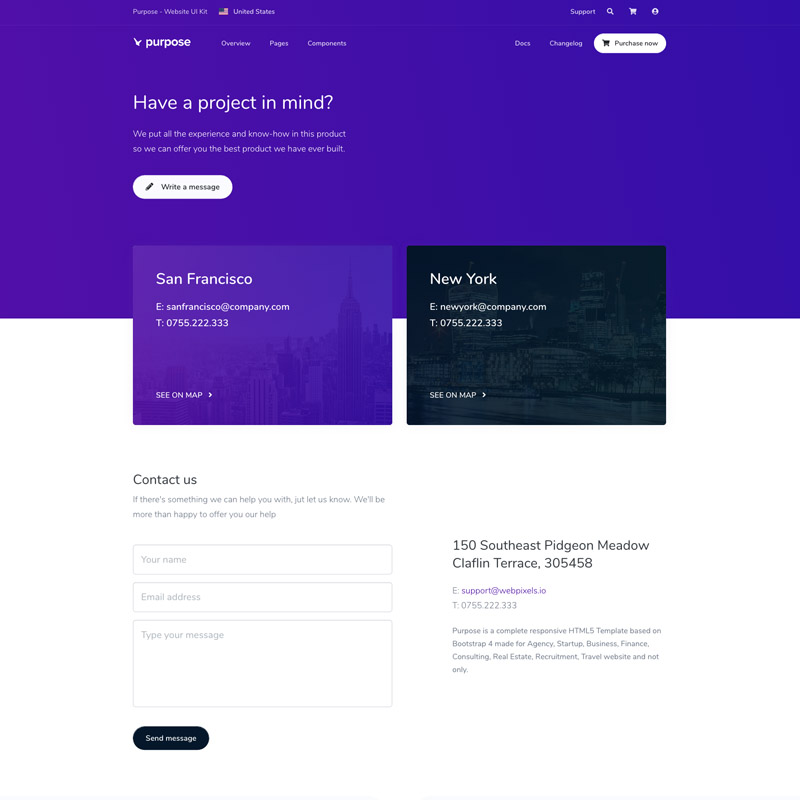 Purpose - Website UI Kit United States Support
purpose Overview Pages Components Docs Changelog Purchase now
Have a project in mind?
We put all the experience and know-how in this product
so we can offer you the best product we have ever built.
Write a message
San Francisco
E: sanfrancisco@company.com
T: 0755.222.333
SEE ON MAP
New York
E: newyork@company.com
T: 0755.222.333
SEE ON MAP
Contact us
If there's something we can help you with, jut let us know. We'll be
more than happy to offer you our help
Your name
Email address
Type your message
Send message
150 Southeast Pidgeon Meadow
Claflin Terrace, 305458
E: support@webpixels.io
T: 0755.222.333
Purpose is a complete responsive HTML5 Template based on
Bootstrap 4 made for Agency, Startup, Business, Finance,
Consulting, Real Estate, Recruitment, Travel website and not
only.